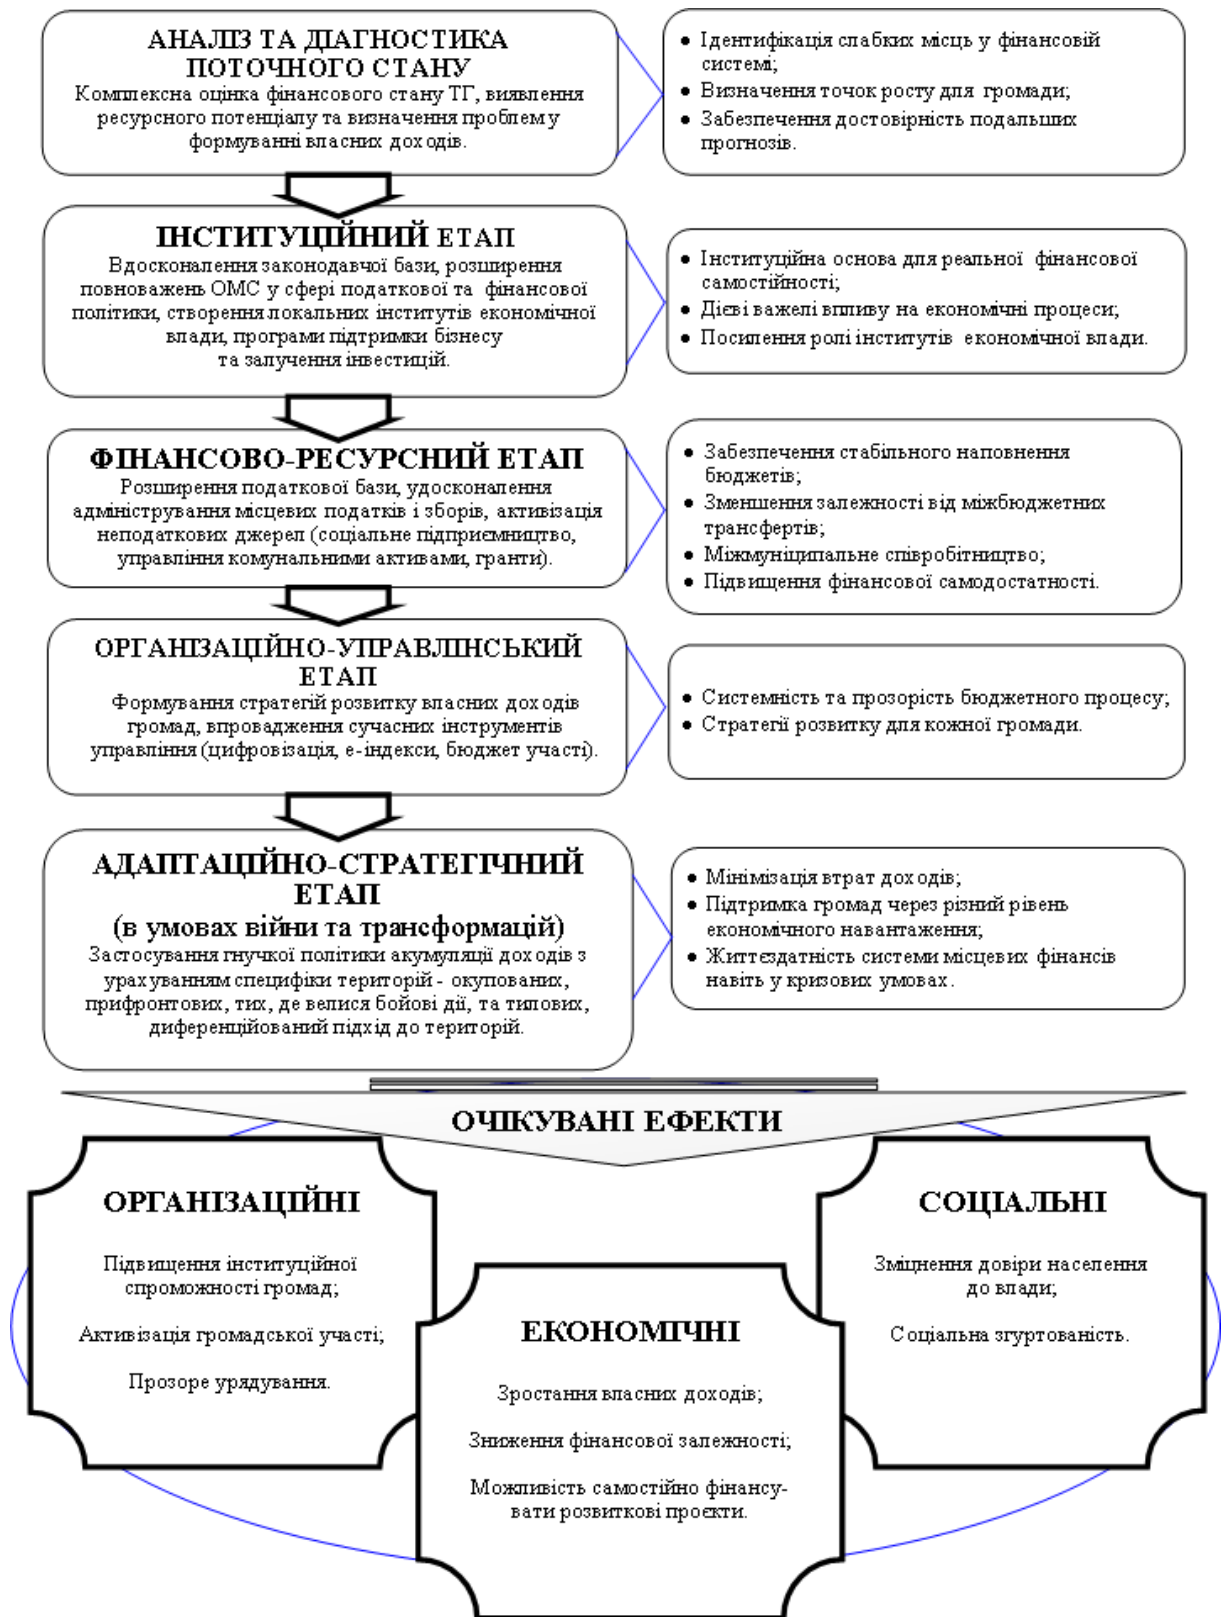 АНАЛІЗ ТА ДІАГНОСТИКА
ПОТОЧНОГО СТАНУ
Комплексна оцінка фінансового стану ТГ, виявлення
ресурсного потенціалу та визначення проблем у
формуванні власних доходів.
● Ідентифікація слабких місць у фінансовій
системі;
● Визначення точок росту для громади;
● Забезпечення достовірність подальших
прогнозів.
ІНСТИТУЦІЙНИЙ ЕТАП
Вдосконалення законодавчої бази, розширення
повноважень ОМС у сфері податкової та фінансової
політики, створення локальних інститутів економічної
влади, програми підтримки бізнесу
та залучення інвестицій.
● Інституційна основа для реальної фінансової
самостійності;
● Дієві важелі впливу на економічні процеси;
● Посилення ролі інститутів економічної влади.
ФІНАНСОВО-РЕСУРСНИЙ ЕТАП
Розширення податкової бази, удосконалення
адміністрування місцевих податків і зборів, активізація
неподаткових джерел (соціальне підприємництво,
управління комунальними активами, гранти).
● Забезпечення стабільного наповнення
бюджетів;
● Зменшення залежності від міжбюджетних
трансфертів;
● Міжмуніципальне співробітництво;
● Підвищення фінансової самодостатності.
ОРГАНІЗАЦІЙНО-УПРАВЛІНСЬКИЙ
ЕТАП
Формування стратегій розвитку власних доходів
громад, впровадження сучасних інструментів
управління (цифровізація, е-індекси, бюджет участі).
● Системність та прозорість бюджетного процесу;
● Стратегії розвитку для кожної громади.
АДАПТАЦІЙНО-СТРАТЕГІЧНИЙ
ЕТАП
(в умовах війни та трансформацій)
Застосування гнучкої політики акумуляції доходів з
урахуванням специфіки територій - окупованих,
прифронтових, тих, де велися бойові дії, та типових,
диференційований підхід до територій.
● Мінімізація втрат доходів;
● Підтримка громад через різний рівень
економічного навантаження;
● Життєздатність системи місцевих фінансів
навіть у кризових умовах.
ОЧІКУВАНІ ЕФЕКТИ
ОРГАНІЗАЦІЙНІ
Підвищення інституційної
спроможності громад;
Активізація громадської участі;
Прозоре урядування.
ЕКОНОМІЧНІ
Зростання власних доходів;
Зниження фінансової залежності;
Можливість самостійно фінансу-
вати розвиткові проєкти.
СОЦІАЛЬНІ
Зміцнення довіри населення
до влади;
Соціальна згуртованість.